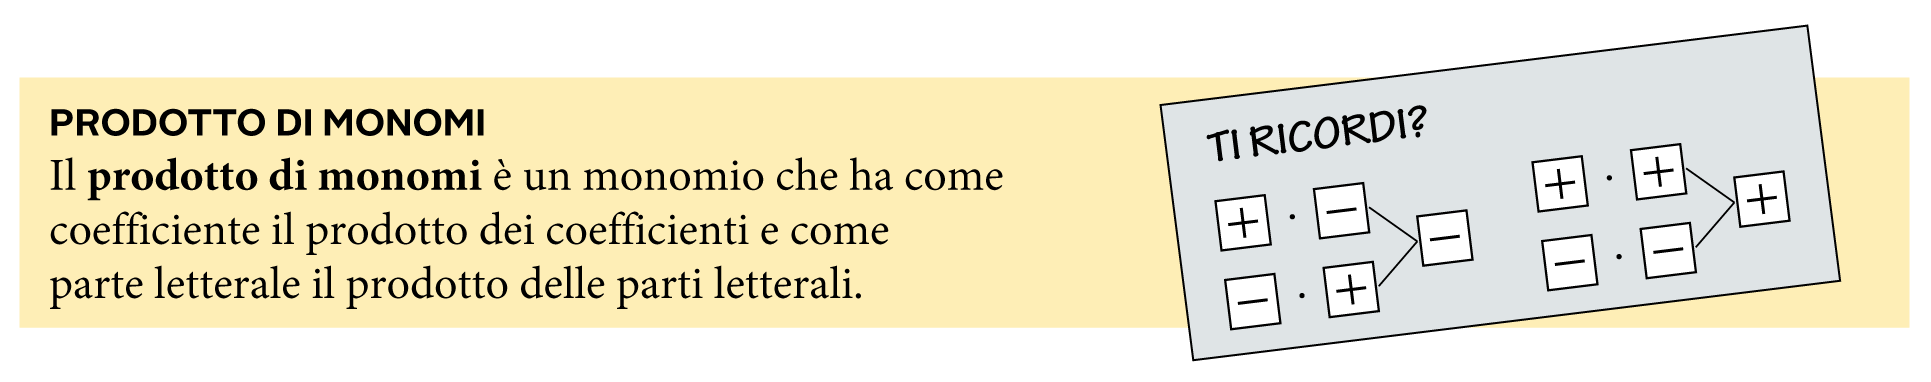 PRODOTTO DI MONOMI
Il prodotto di monomi è un monomio che ha come
coefficiente il prodotto dei coefficienti e come
parte letterale il prodotto delle parti letterali.
TI RICORDI?
+ · − −
− · +
+ · + +
− · −